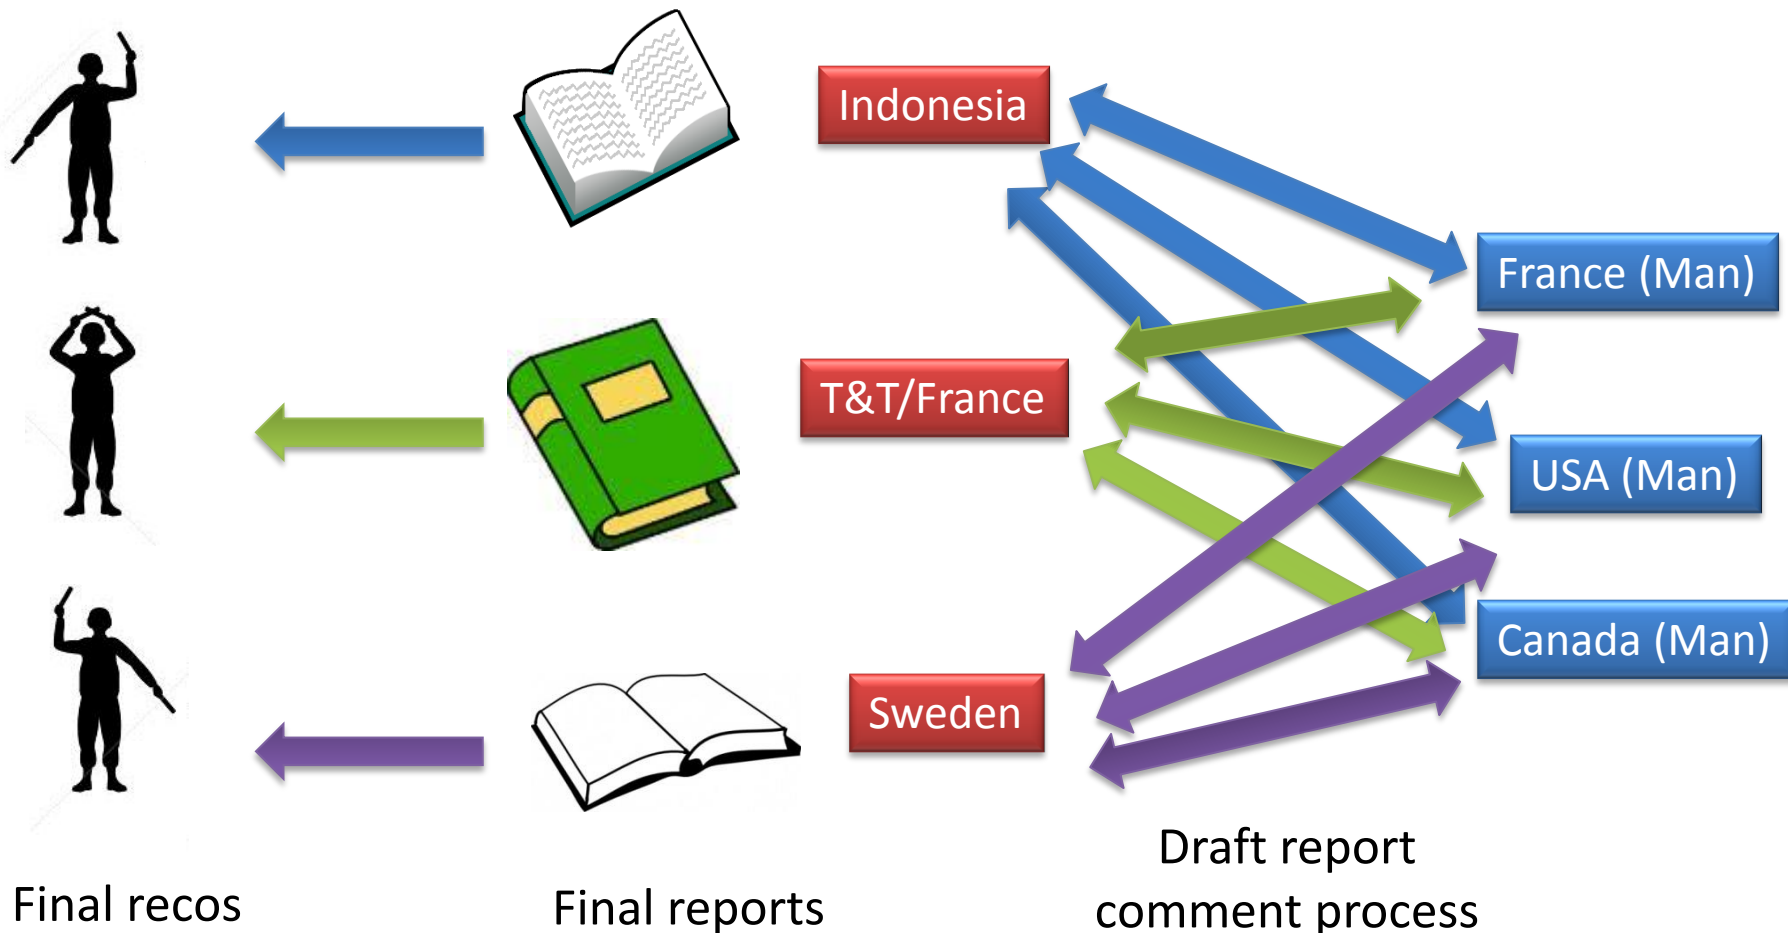 Indonesia
France (Man)
T&T/France
USA (Man)
Canada (Man)
Sweden
Draft report
comment process
Final reports
Final recos